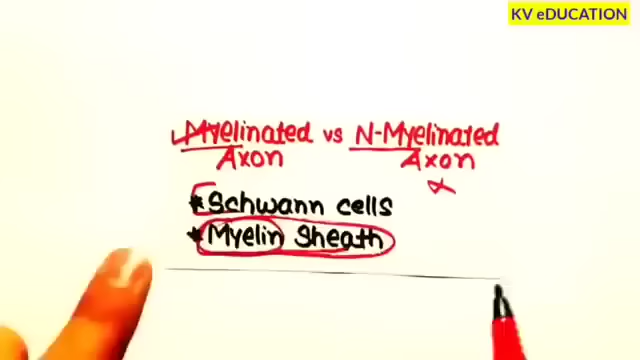 KV eDUCATION
Myelinated vs N-Myelinated
Axon Axon
*Schwann cells
*Myelin Sheath